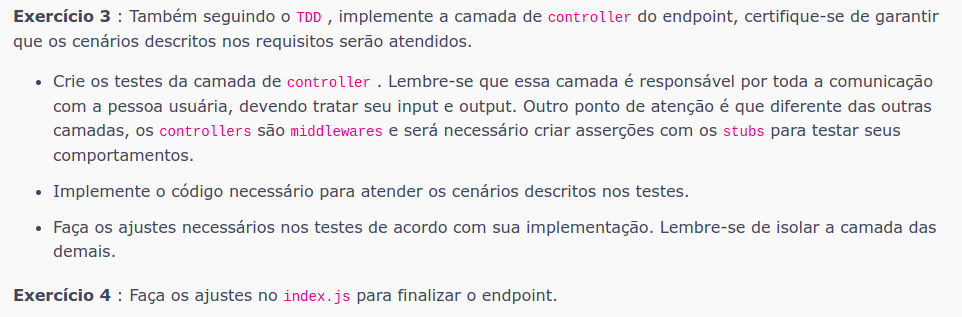 Exercício 3 : Também seguindo o TDD , implemente a camada de controller do endpoint, certifique-se de garantir
que os cenários descritos nos requisitos serão atendidos.
• Crie os testes da camada de controller . Lembre-se que essa camada é responsável por toda a comunicação
com a pessoa usuária, devendo tratar seu input e output. Outro ponto de atenção é que diferente das outras
camadas, os controllers são middlewares e será necessário criar asserções com os stubs para testar seus
comportamentos.
• Implemente o código necessário para atender os cenários descritos nos testes.
• Faça os ajustes necessários nos testes de acordo com sua implementação. Lembre-se de isolar a camada das
demais.
Exercício 4 : Faça os ajustes no index.js para finalizar o endpoint.